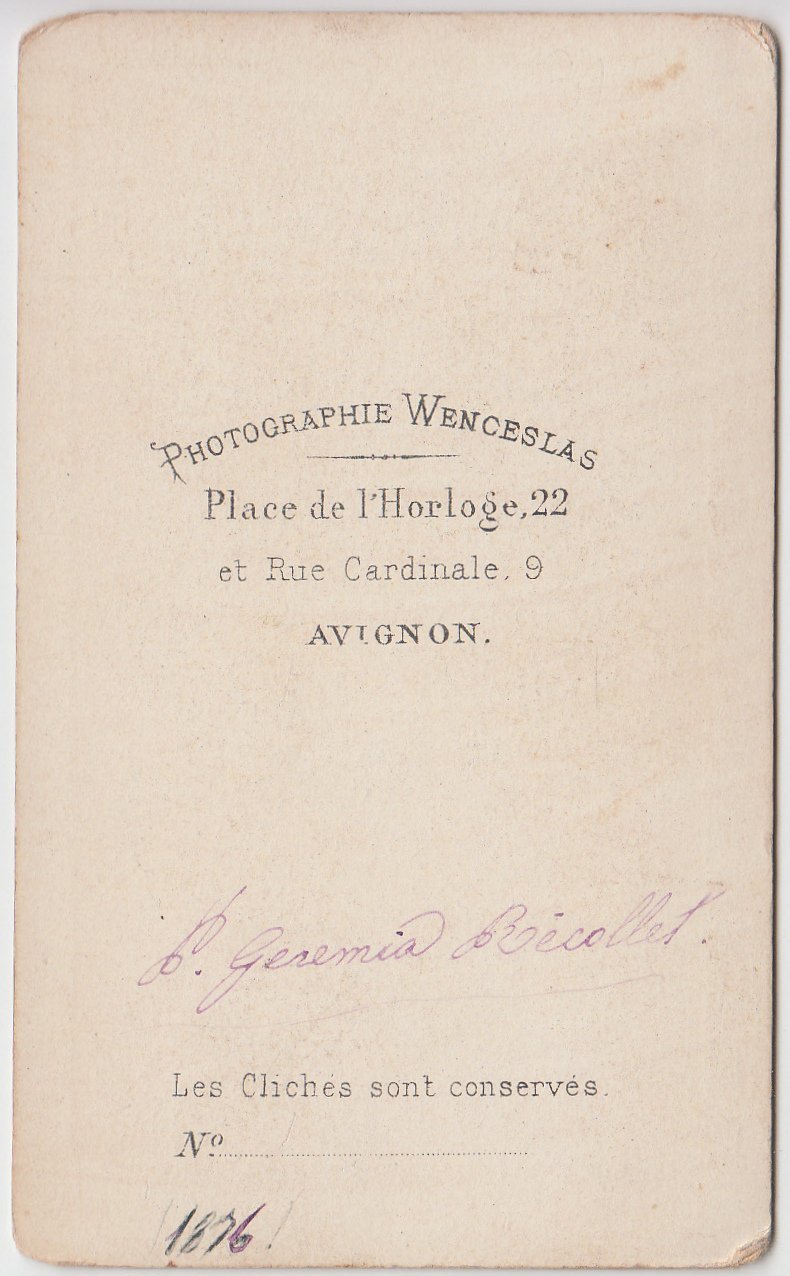 PHOTOGRAPHIE WENCESLAS
Place de l'Horloge, 22
et Rue Cardinale, 9
AVIGNON.
P. Geremia Récollet.
Les Clichés sont conservés.
Nº
1876